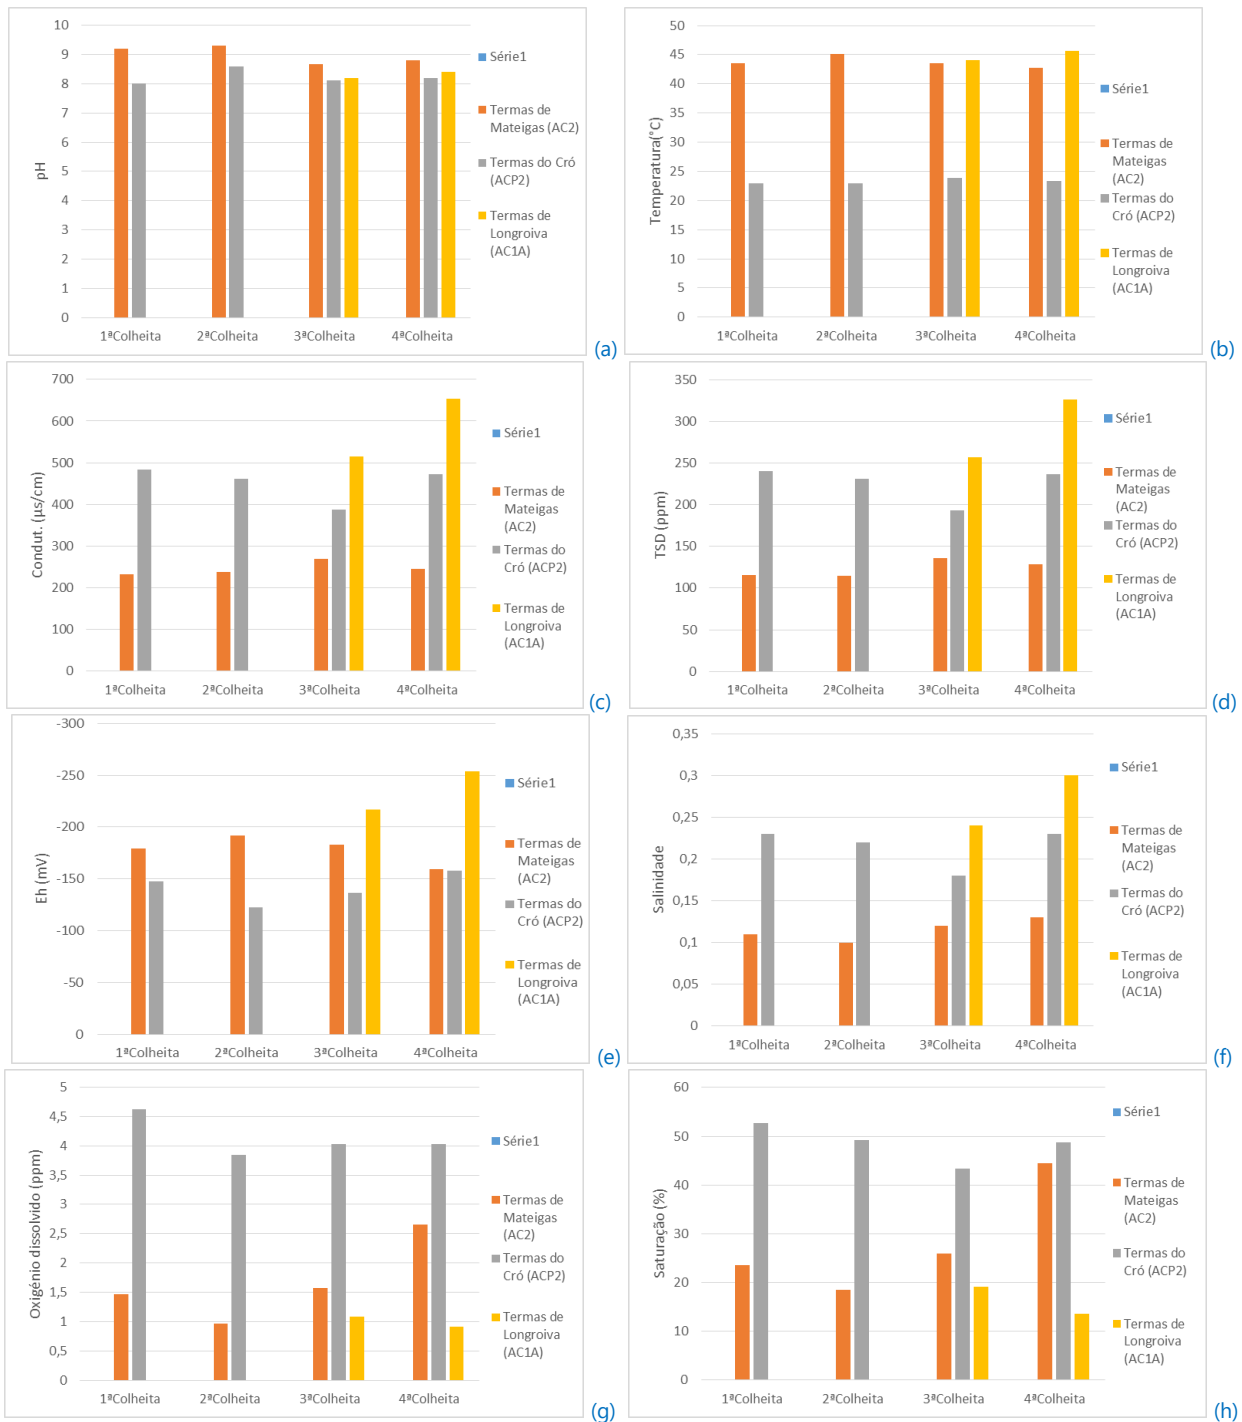 10
9
8
7
6
5
4
3
2
1
0
pH
1ªColheita 2ªColheita 3ªColheita 4ªColheita
Série1
Termas de
Mateigas (AC2)
Termas do Cró
(ACP2)
Termas de
Longroiva
(AC1A)
(a)
50
45
40
35
30
25
20
15
10
5
0
Temperatura(°C)
1ªColheita 2ªColheita 3ªColheita 4ªColheita
Série1
Termas de
Mateigas
(AC2)
Termas do
Cró (ACP2)
Termas de
Longroiva
(AC1A)
(b)
700
600
500
400
300
200
100
0
Condut. (µs/cm)
1ªColheita 2ªColheita 3ªColheita 4ªColheita
Série1
Termas de
Mateigas
(AC2)
Termas do
Cró (ACP2)
Termas de
Longroiva
(AC1A)
(c)
350
300
250
200
150
100
50
0
TSD (ppm)
1ªColheita 2ªColheita 3ªColheita 4ªColheita
Série1
Termas de
Mateigas
(AC2)
Termas do
Cró (ACP2)
Termas de
Longroiva
(AC1A)
(d)
-300
-250
-200
-150
-100
-50
0
Eh (mV)
1ªColheita 2ªColheita 3ªColheita 4ªColheita
Série1
Termas de
Mateigas
(AC2)
Termas do
Cró (ACP2)
Termas de
Longroiva
(AC1A)
(e)
0,35
0,3
0,25
0,2
0,15
0,1
0,05
0
Salinidade
1ªColheita 2ªColheita 3ªColheita 4ªColheita
Série1
Termas de
Mateigas
(AC2)
Termas do
Cró (ACP2)
Termas de
Longroiva
(AC1A)
(f)
5
4,5
4
3,5
3
2,5
2
1,5
1
0,5
0
Oxigénio dissolvido (ppm)
1ªColheita 2ªColheita 3ªColheita 4ªColheita
Série1
Termas de
Mateigas
(AC2)
Termas do
Cró (ACP2)
Termas de
Longroiva
(AC1A)
(g)
60
50
40
30
20
10
0
Saturação (%)
1ªColheita 2ªColheita 3ªColheita 4ªColheita
Série1
Termas de
Mateigas
(AC2)
Termas do
Cró (ACP2)
Termas de
Longroiva
(AC1A)
(h)